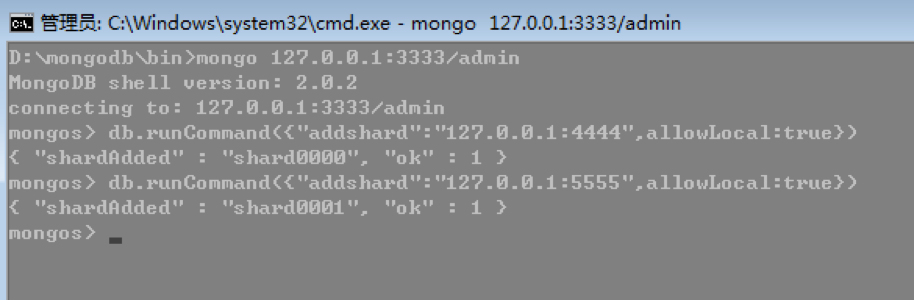 管理员: C:\Windows\system32\cmd.exe - mongo  127.0.0.1:3333/admin
D:\mongodb\bin>mongo 127.0.0.1:3333/admin
MongoDB shell version: 2.0.2
connecting to: 127.0.0.1:3333/admin
mongos> db.runCommand({"addshard":"127.0.0.1:4444",allowLocal:true})
{ "shardAdded" : "shard0000", "ok" : 1 }
mongos> db.runCommand({"addshard":"127.0.0.1:5555",allowLocal:true})
{ "shardAdded" : "shard0001", "ok" : 1 }
mongos>